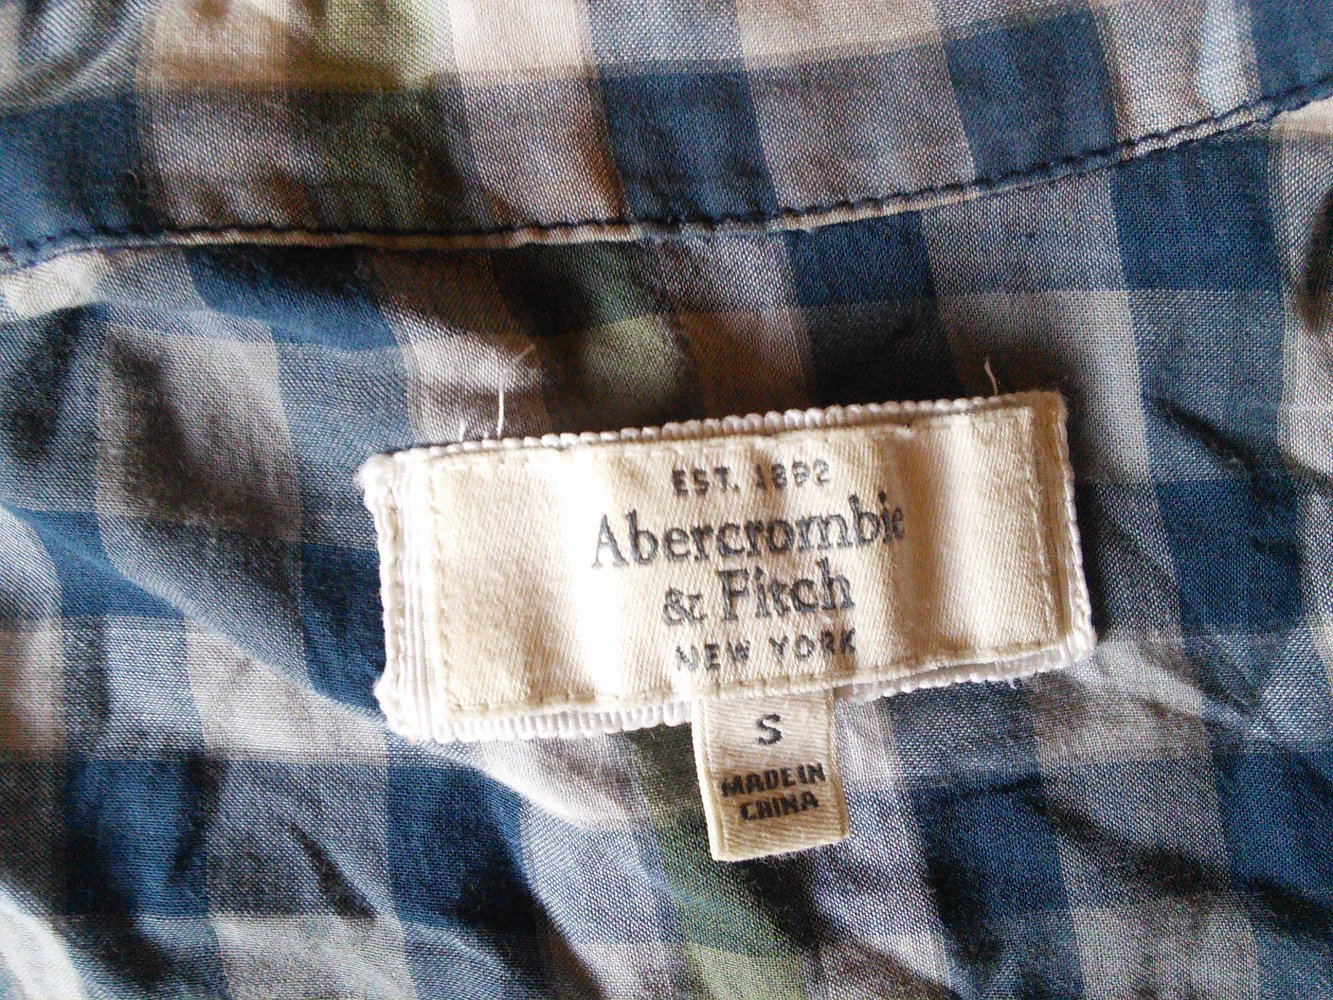 EST. 1892
Abercrombie
& Fitch
NEW YORK
S
MADE IN
CHINA